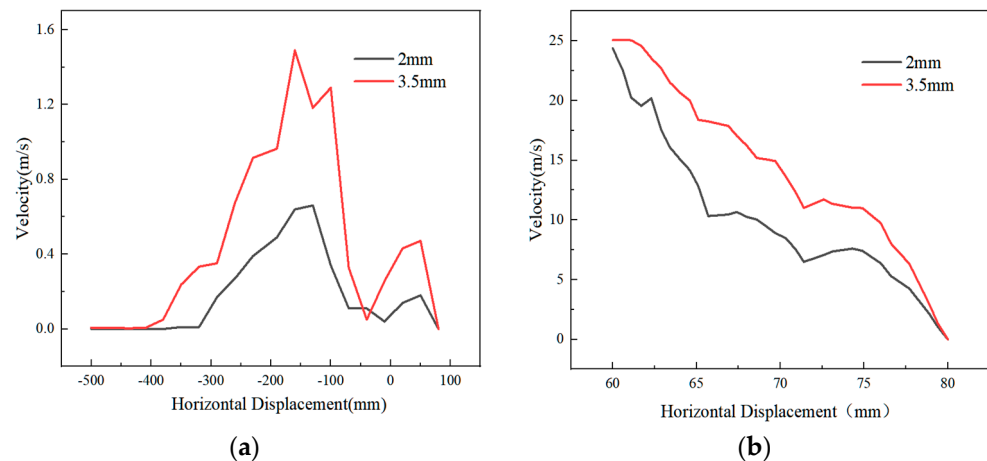 1.6
1.2
0.8
0.4
0.0
Velocity(m/s)
2mm
3.5mm
-500
-400
-300
-200
-100
0
100
Horizontal Displacement(mm)
(a)
25
20
15
10
5
0
Velocity(m/s)
2mm
3.5mm
60
65
70
75
80
Horizontal Displacement（mm）
(b)